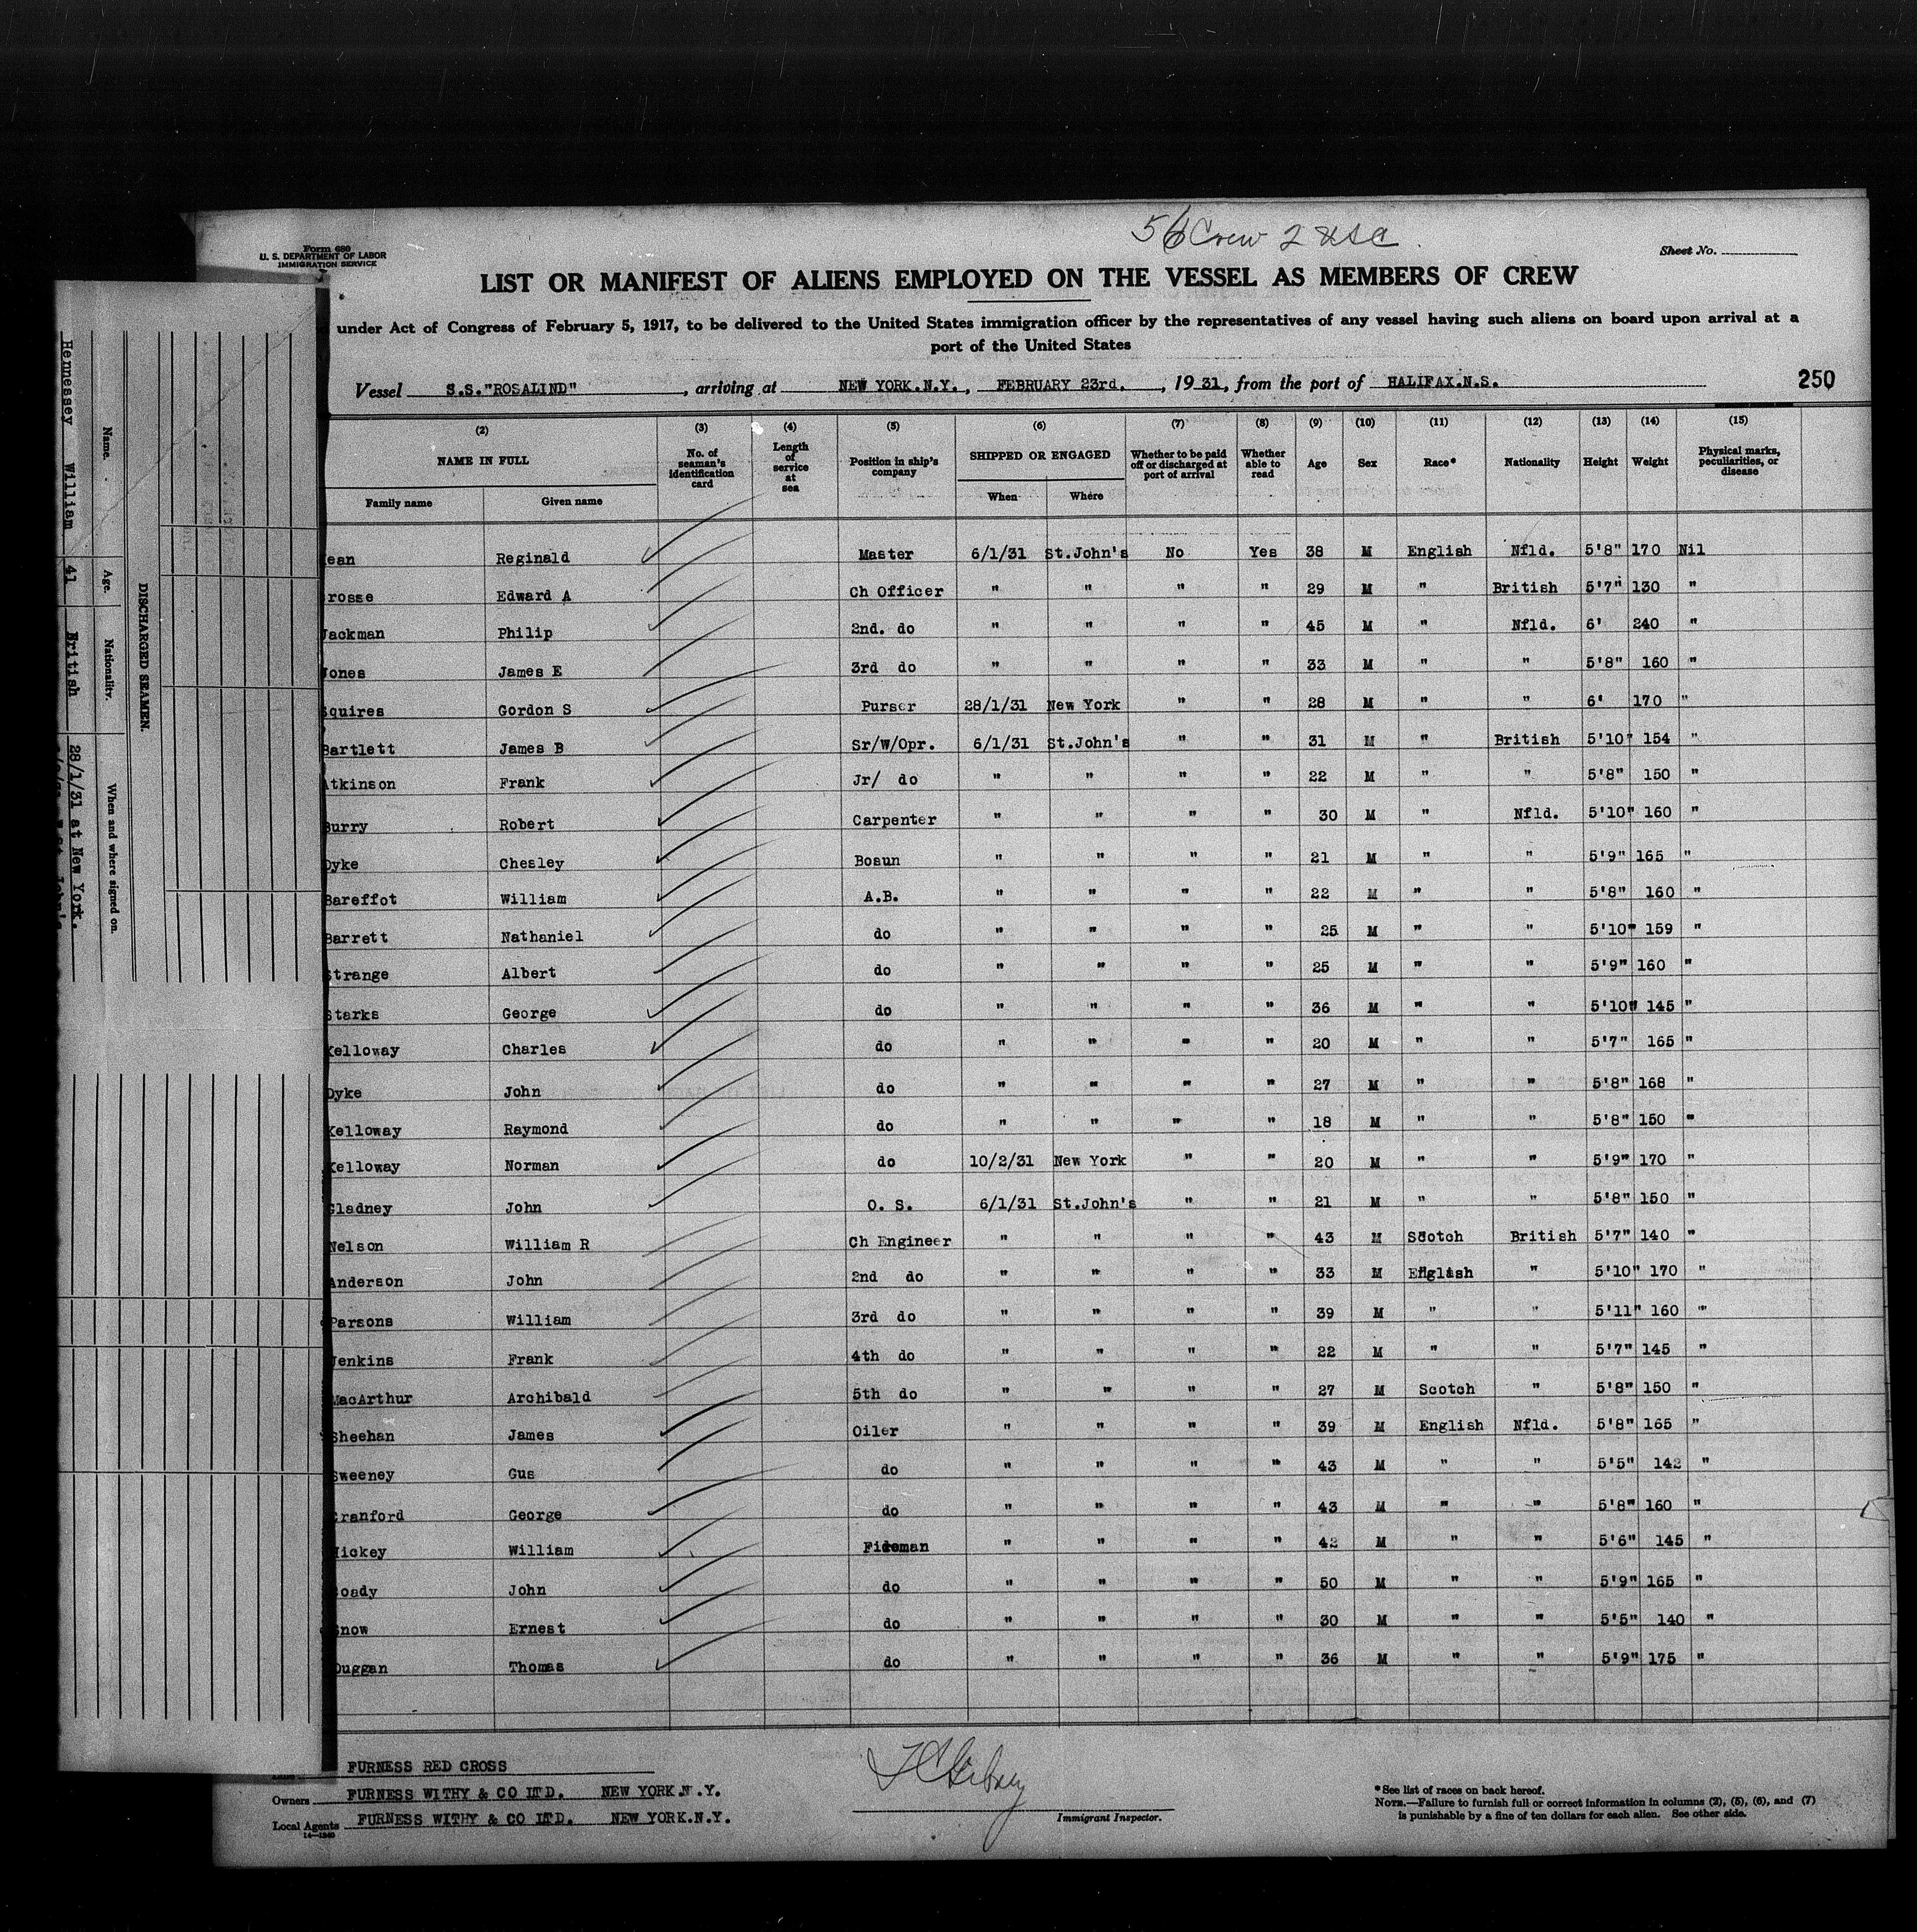 56 Crew 2 USC
Form 680
U. S. DEPARTMENT OF LABOR
IMMIGRATION SERVICE
Sheet No.
LIST OR MANIFEST OF ALIENS EMPLOYED ON THE VESSEL AS MEMBERS OF CREW
under Act of Congress of February 5, 1917, to be delivered to the United States immigration officer by the representatives of any vessel having such aliens on board upon arrival at a
port of the United States
Vessel S.S."ROSALIND", arriving at NEW YORK.N.Y., FEBRUARY 23rd., 1931, from the port of HALIFAX.N.S.
250
(2) (3) (4) (5) (6) (7) (8) (9) (10) (11) (12) (13) (14) (15)
NAME IN FULL No. of seaman's identification card Length of service at sea Position in ship's company SHIPPED OR ENGAGED Whether to be paid off or discharged at port of arrival Whether able to read Age Sex Race* Nationality Height Weight Physical marks, peculiarities, or disease
Family name Given name When Where
ean Reginald Master 6/1/31 St.John's No Yes 38 M English Nfld. 5'8" 170 Nil
rosse Edward A Ch Officer " " " " 29 M " British 5'7" 130 "
Jackman Philip 2nd. do " " " " 45 M " Nfld. 6' 240 "
Jones James E 3rd do " " " " 33 M " " 5'8" 160 "
Squires Gordon S Purser 28/1/31 New York " " 28 M " " 6' 170 "
Bartlett James B Sr/W/Opr. 6/1/31 St.John's " " 31 M " British 5'10" 154 "
Atkinson Frank Jr/ do " " " " 22 M " " 5'8" 150 "
Burry Robert Carpenter " " " " 30 M " Nfld. 5'10" 160 "
Dyke Chesley Bosun " " " " 21 M " " 5'9" 165 "
Bareffot William A.B. " " " " 22 M " " 5'8" 160 "
Barrett Nathaniel do " " " " 25 M " " 5'10" 159 "
Strange Albert do " " " " 25 M " " 5'9" 160 "
Starks George do " " " " 36 M " " 5'10" 145 "
Kelloway Charles do " " " " 20 M " " 5'7" 165 "
Dyke John do " " " " 27 M " " 5'8" 168 "
Kelloway Raymond do " " " " 18 M " " 5'8" 150 "
Kelloway Norman do 10/2/31 New York " " 20 M " " 5'9" 170 "
Gladney John O. S. 6/1/31 St.John's " " 21 M " " 5'8" 150 "
Nelson William R Ch Engineer " " " " 43 M Scotch British 5'7" 140 "
Anderson John 2nd do " " " " 33 M English " 5'10" 170 "
Parsons William 3rd do " " " " 39 M " " 5'11" 160 "
Jenkins Frank 4th do " " " " 22 M " " 5'7" 145 "
MacArthur Archibald 5th do " " " " 27 M Scotch " 5'8" 150 "
Sheehan James Oiler " " " " 39 M English Nfld. 5'8" 165 "
Sweeney Gus do " " " " 43 M " " 5'5" 142 "
Cranford George do " " " " 43 M " " 5'8" 160 "
Hickey William Fireman " " " " 42 M " " 5'6" 145 "
oady John do " " " " 50 M " " 5'9" 165 "
Snow Ernest do " " " " 30 M " " 5'5" 140 "
Duggan Thomas do " " " " 36 M " " 5'9" 175 "
FURNESS RED CROSS
Owners FURNESS WITHY & CO LTD. NEW YORK.N.Y.
Local Agents FURNESS WITHY & CO LTD. NEW YORK.N.Y.
14—1240
Immigrant Inspector.
*See list of races on back hereof.
NOTE.—Failure to furnish full or correct information in columns (2), (5), (6), and (7)
is punishable by a fine of ten dollars for each alien. See other side.
DISCHARGED SEAMEN.
Name. Age. Nationality. When and where signed on.
Hennessey William 41 British 28/1/31 at New York.